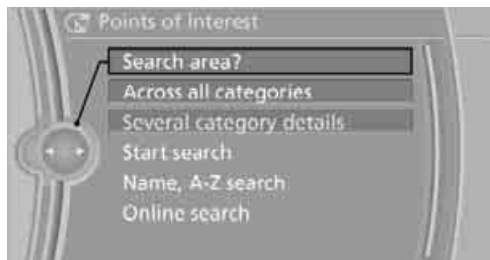 Points of Interest
Search area?
Across all categories
Several category details
Start search
Name, A-Z search
Online search